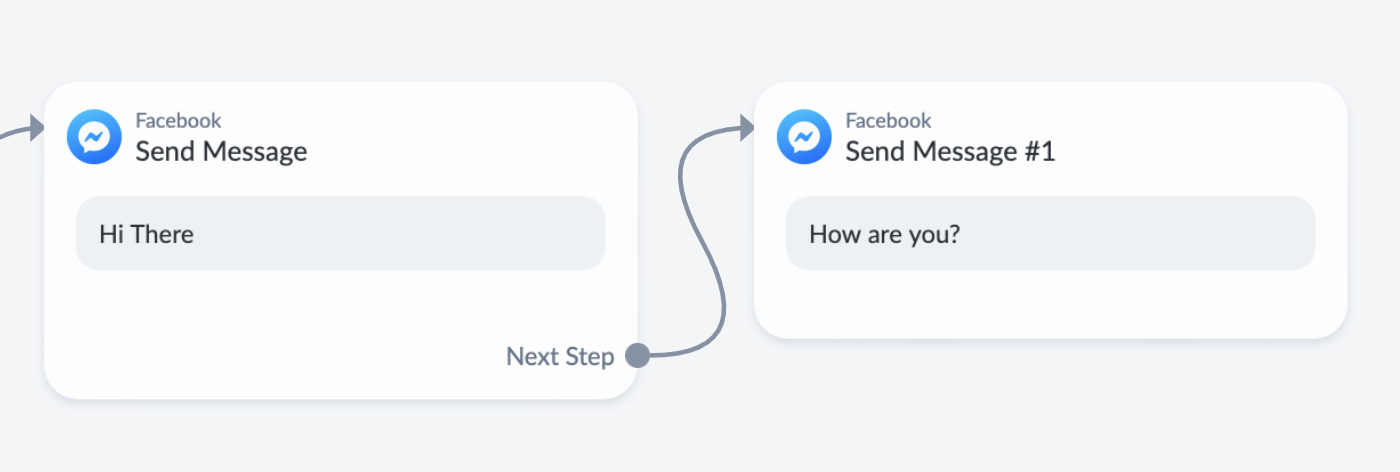 Facebook
Send Message
Hi There
Next Step
Facebook
Send Message #1
How are you?